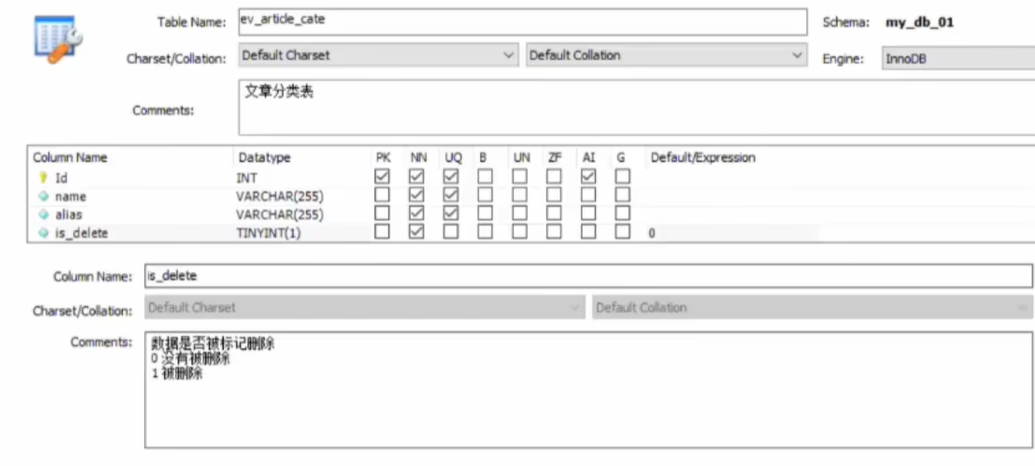 Table Name: ev_article_cate Schema: my_db_01
Charset/Collation: Default Charset Default Collation Engine: InnoDB
Comments: 文章分类表
Column Name Datatype PK NN UQ B UN ZF AI G Default/Expression
Id INT
name VARCHAR(255)
alias VARCHAR(255)
is_delete TINYINT(1) 0
Column Name: is_delete
Charset/Collation: Default Charset Default Collation
Comments: 数据是否被标记删除
0 没有被删除
1 被删除